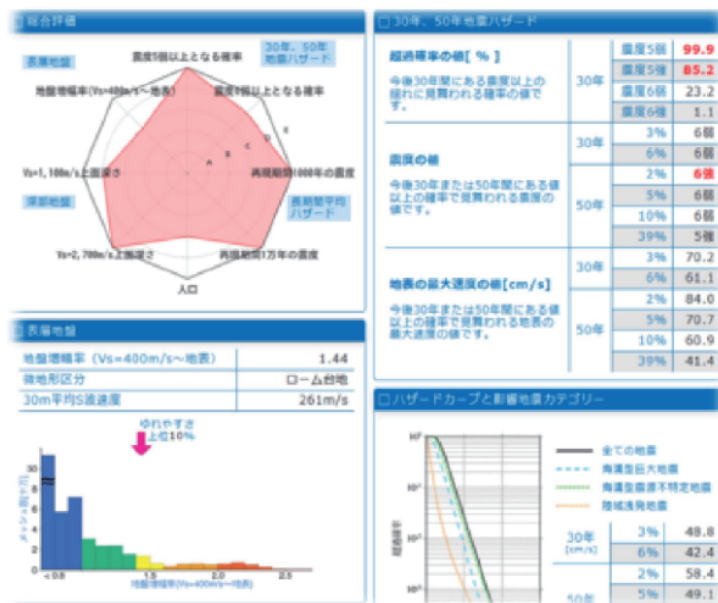 総合評価
表層地盤
震度5弱以上となる確率
30年、50年
地震ハザード
地盤増幅率(Vs=400m/s～地表)
震度6弱以上となる確率
A B C D E
Vs=1,100m/s上面深さ
再現期間1000年の震度
深部地盤
長期間平均
ハザード
Vs=2,700m/s上面深さ
再現期間1万年の震度
人口
表層地盤
地盤増幅率（Vs=400m/s～地表） 1.44
微地形区分 ローム台地
30m平均S波速度 261m/s
ゆれやすさ
上位10%
メッシュ数[×万]
30
8
6
4
2
0
< 0.8 1.5 2.0 2.5
地盤増幅率(Vs=400m/s～地表)
30年、50年地震ハザード
超過確率の値[ % ]
今後30年間にある震度以上の
揺れに見舞われる確率の値で
す。
30年
震度5弱 99.9
震度5強 85.2
震度6弱 23.2
震度6強 1.1
震度の値
今後30年または50年間にある値
以上の確率で見舞われる震度の
値です。
30年
3% 6弱
6% 6弱
50年
2% 6強
5% 6弱
10% 6弱
39% 5強
地表の最大速度の値[cm/s]
今後30年または50年間にある値
以上の確率で見舞われる地表の
最大速度の値です。
30年
3% 70.2
6% 61.1
50年
2% 84.0
5% 70.7
10% 60.9
39% 41.4
ハザードカーブと影響地震カテゴリー
超過確率
全ての地震
海溝型巨大地震
海溝型震源不特定地震
陸域浅発地震
30年
[cm/s]
3% 48.8
6% 42.4
50年
2% 58.4
5% 49.1